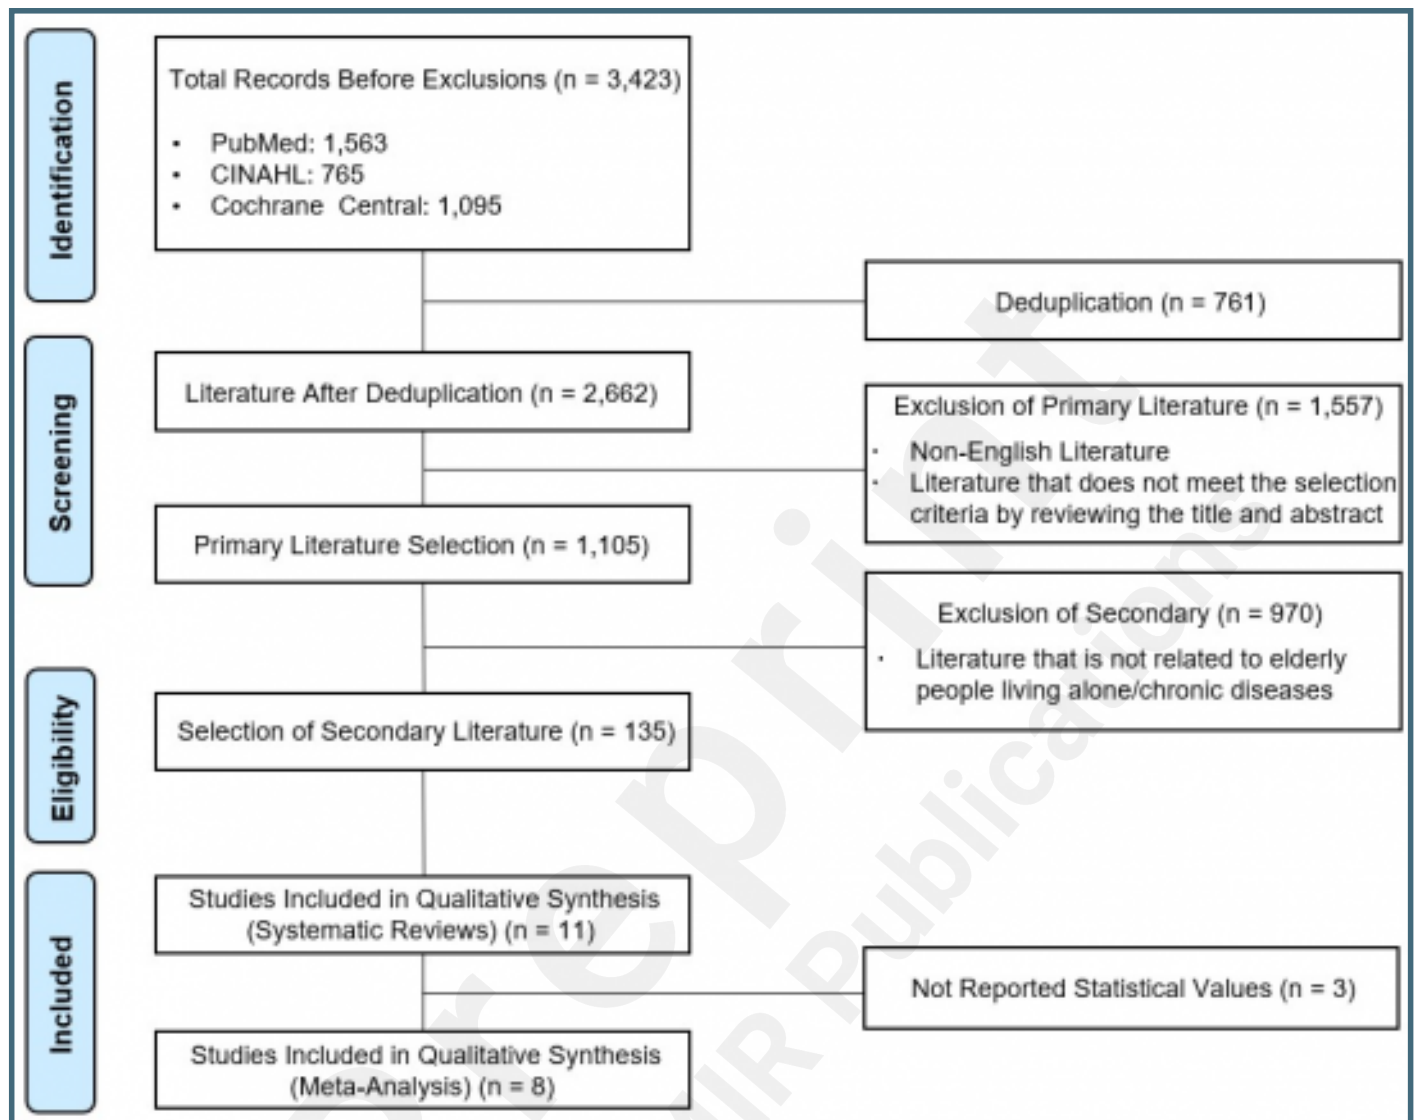 Identification
Total Records Before Exclusions (n = 3,423)
• PubMed: 1,563
• CINAHL: 765
• Cochrane Central: 1,095
Deduplication (n = 761)
Screening
Literature After Deduplication (n = 2,662)
Exclusion of Primary Literature (n = 1,557)
· Non-English Literature
· Literature that does not meet the selection
criteria by reviewing the title and abstract
Primary Literature Selection (n = 1,105)
Exclusion of Secondary (n = 970)
· Literature that is not related to elderly
people living alone/chronic diseases
Eligibility
Selection of Secondary Literature (n = 135)
Included
Studies Included in Qualitative Synthesis
(Systematic Reviews) (n = 11)
Not Reported Statistical Values (n = 3)
Studies Included in Qualitative Synthesis
(Meta-Analysis) (n = 8)
reprint
Publications